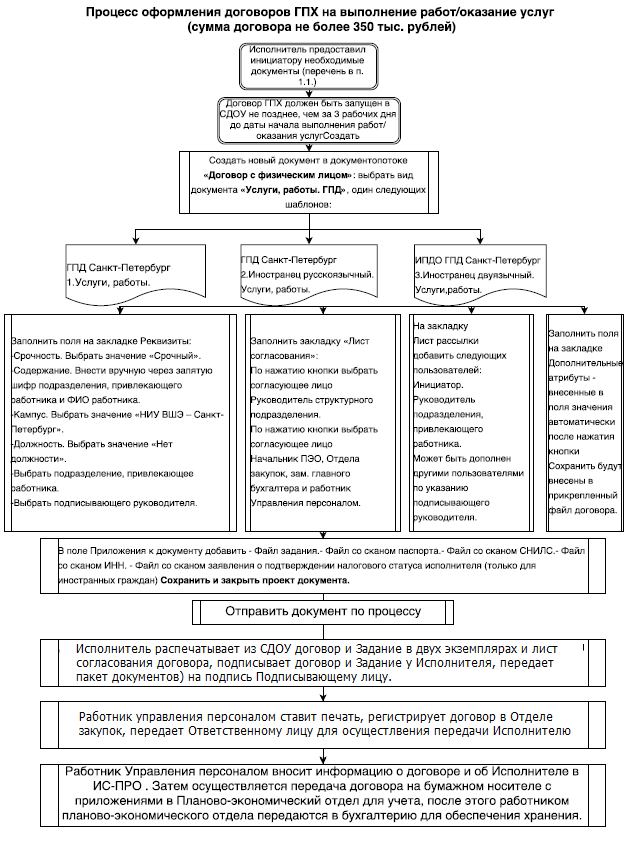 Процесс оформления договоров ГПХ на выполнение работ/оказание услуг
(сумма договора не более 350 тыс. рублей)
Исполнитель предоставил
инициатору необходимые
документы (перечень в п.
1.1.)
Договор ГПХ должен быть запущен в
СДОУ не позднее, чем за 3 рабочих дня
до даты начала выполнения работ/
оказания услугСоздать
Создать новый документ в документопотоке
«Договор с физическим лицом»: выбрать вид
документа «Услуги, работы. ГПД», один следующих
шаблонов:
ГПД Санкт-Петербург
1.Услуги, работы.
ГПД Санкт-Петербург
2.Иностранец русскоязычный.
Услуги, работы.
ИПДО ГПД Санкт-Петербург
3.Иностранец двуязычный.
Услуги,работы.
Заполнить поля на закладке Реквизиты:
-Срочность. Выбрать значение «Срочный».
-Содержание. Внести вручную через запятую
шифр подразделения, привлекающего
работника и ФИО работника.
-Кампус. Выбрать значение «НИУ ВШЭ – Санкт-
Петербург».
-Должность. Выбрать значение «Нет
должности».
-Выбрать подразделение, привлекающее
работника.
-Выбрать подписывающего руководителя.
Заполнить закладку «Лист
согласования»:
По нажатию кнопки выбрать
согласующее лицо
Руководитель структурного
подразделения.
По нажатию кнопки выбрать
согласующее лицо
Начальник ПЭО, Отдела
закупок, зам. главного
бухгалтера и работник
Управления персоналом.
На закладку
Лист рассылки
добавить следующих
пользователей:
Инициатор.
Руководитель
подразделения,
привлекающего
работника.
Может быть дополнен
другими пользователями
по указанию
подписывающего
руководителя.
Заполнить поля
на закладке
Дополнительные
атрибуты -
внесенные в
поля значения
автоматически
после нажатия
кнопки
Сохранить будут
внесены в
прикрепленный
файл договора.
В поле Приложения к документу добавить - Файл задания.- Файл со сканом паспорта.- Файл со сканом СНИЛС.- Файл
со сканом ИНН. - Файл со сканом заявления о подтверждении налогового статуса исполнителя (только для
иностранных граждан) Сохранить и закрыть проект документа.
Отправить документ по процессу
Исполнитель распечатывает из СДОУ договор и Задание в двух экземплярах и лист
согласования договора, подписывает договор и Задание у Исполнителя, передает
пакет документов) на подпись Подписывающему лицу.
Работник управления персоналом ставит печать, регистрирует договор в Отделе
закупок, передает Ответственному лицу для осуществления передачи Исполнителю
Работник Управления персоналом вносит информацию о договоре и об Исполнителе в
ИС-ПРО . Затем осуществляется передача договора на бумажном носителе с
приложениями в Планово-экономический отдел для учета, после этого работником
планово-экономического отдела передаются в бухгалтерию для обеспечения хранения.